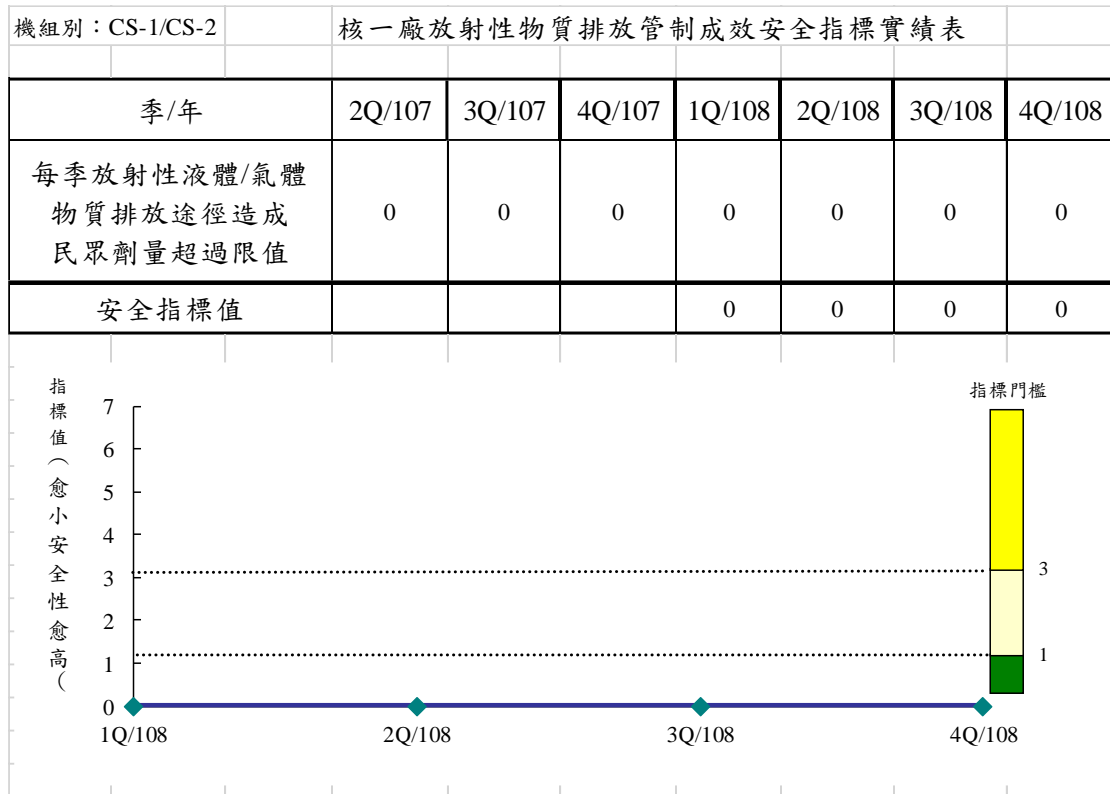 機組別：CS-1/CS-2 核一廠放射性物質排放管制成效安全指標實績表
季/年 2Q/107 3Q/107 4Q/107 1Q/108 2Q/108 3Q/108 4Q/108
每季放射性液體/氣體
物質排放途徑造成
民眾劑量超過限值
0 0 0 0 0 0 0
安全指標值 0 0 0 0
指標值（愈小安全性愈高（
指標門檻
7
6
5
4
3
2
1
0
3
1
1Q/108 2Q/108 3Q/108 4Q/108